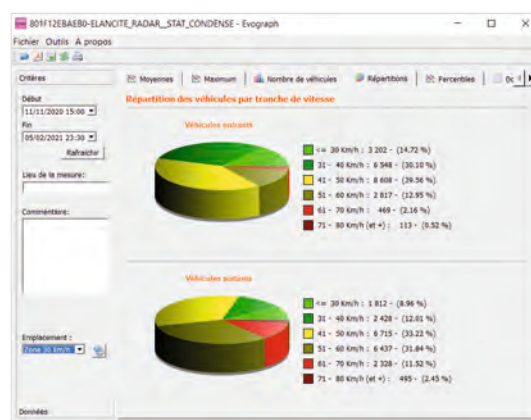 801F12EBAEB0-ELANCITE_RADAR_STAT_CONDENSE - Evograph
Fichier Outils A propos
Critères
Moyennes
Maximum
Nombre de véhicules
Répartitions
Percentiles
Début
11/11/2020 15:00
Fin
05/02/2021 23:30
Rafraichir
Lieu de la mesure:
Commentaire:
Emplacement :
Zone 50 km/h
Données
Répartition des véhicules par tranche de vitesse
Véhicules entrants
<= 30 Km/h : 3 202 - (14.72 %)
31 - 40 Km/h : 6 548 - (30.10 %)
41 - 50 Km/h : 8 608 - (39.56 %)
51 - 60 Km/h : 2 817 - (12.95 %)
61 - 70 Km/h : 469 - (2.16 %)
71 - 80 Km/h (et +) : 113 - (0.52 %)
Véhicules sortants
<= 30 Km/h : 1 812 - (8.96 %)
31 - 40 Km/h : 2 428 - (12.01 %)
41 - 50 Km/h : 6 715 - (33.22 %)
51 - 60 Km/h : 6 437 - (31.84 %)
61 - 70 Km/h : 2 328 - (11.52 %)
71 - 80 Km/h (et +) : 495 - (2.45 %)